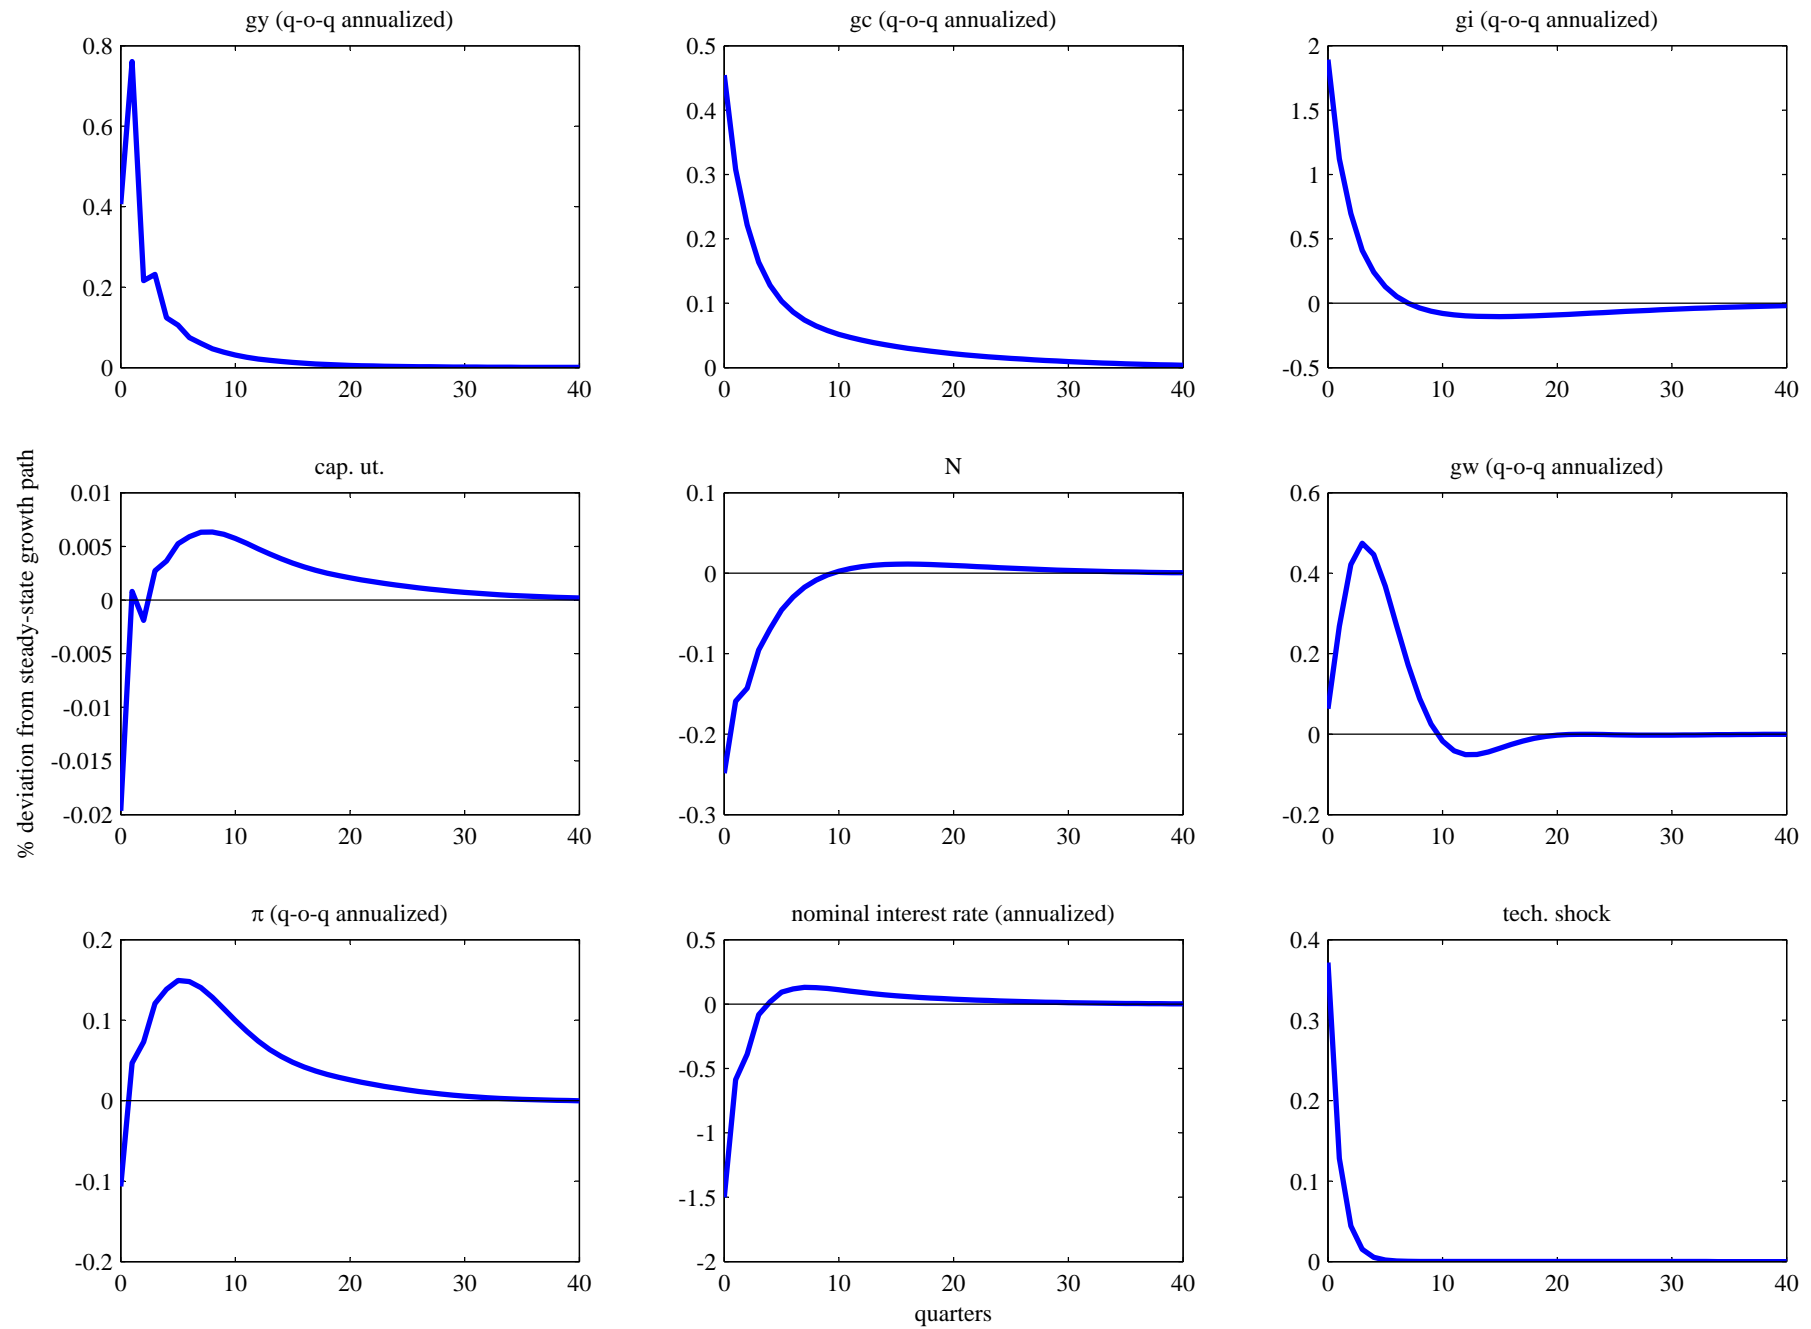 gy (q-o-q annualized)
0.8
0.6
0.4
0.2
0
0 10 20 30 40
gc (q-o-q annualized)
0.5
0.4
0.3
0.2
0.1
0
0 10 20 30 40
gi (q-o-q annualized)
2
1.5
1
0.5
0
-0.5
0 10 20 30 40
% deviation from steady-state growth path
cap. ut.
0.01
0.005
0
-0.005
-0.01
-0.015
-0.02
0 10 20 30 40
N
0.1
0
-0.1
-0.2
-0.3
0 10 20 30 40
gw (q-o-q annualized)
0.6
0.4
0.2
0
-0.2
0 10 20 30 40
π (q-o-q annualized)
0.2
0.1
0
-0.1
-0.2
0 10 20 30 40
nominal interest rate (annualized)
0.5
0
-0.5
-1
-1.5
-2
0 10 20 30 40
quarters
tech. shock
0.4
0.3
0.2
0.1
0
0 10 20 30 40